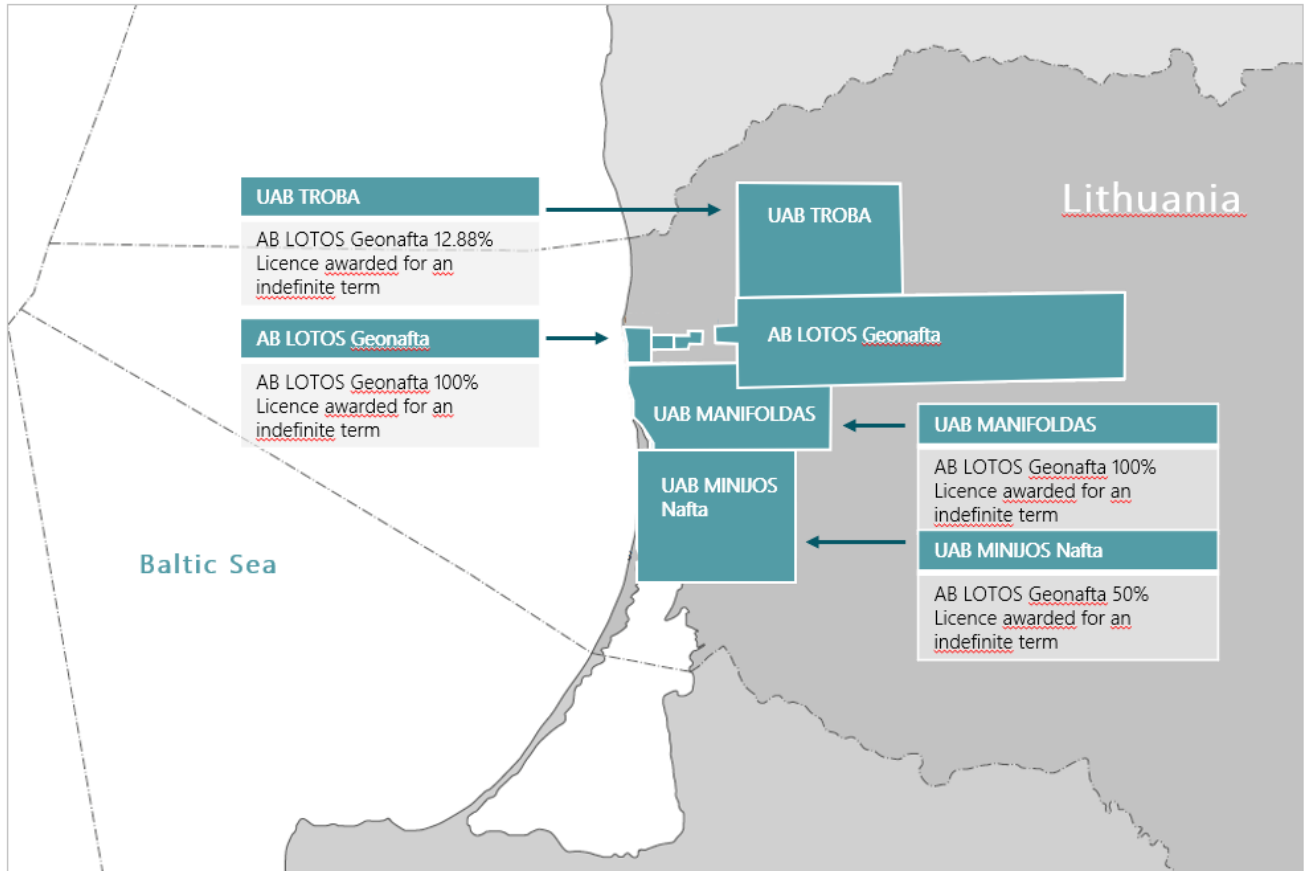 Lithuania
UAB TROBA
AB LOTOS Geonafta 12.88%
Licence awarded for an
indefinite term
UAB TROBA
AB LOTOS Geonafta
AB LOTOS Geonafta 100%
Licence awarded for an
indefinite term
AB LOTOS Geonafta
UAB MANIFOLDAS
UAB MANIFOLDAS
AB LOTOS Geonafta 100%
Licence awarded for an
indefinite term
UAB MINIJOS
Nafta
UAB MINIJOS Nafta
AB LOTOS Geonafta 50%
Licence awarded for an
indefinite term
Baltic Sea